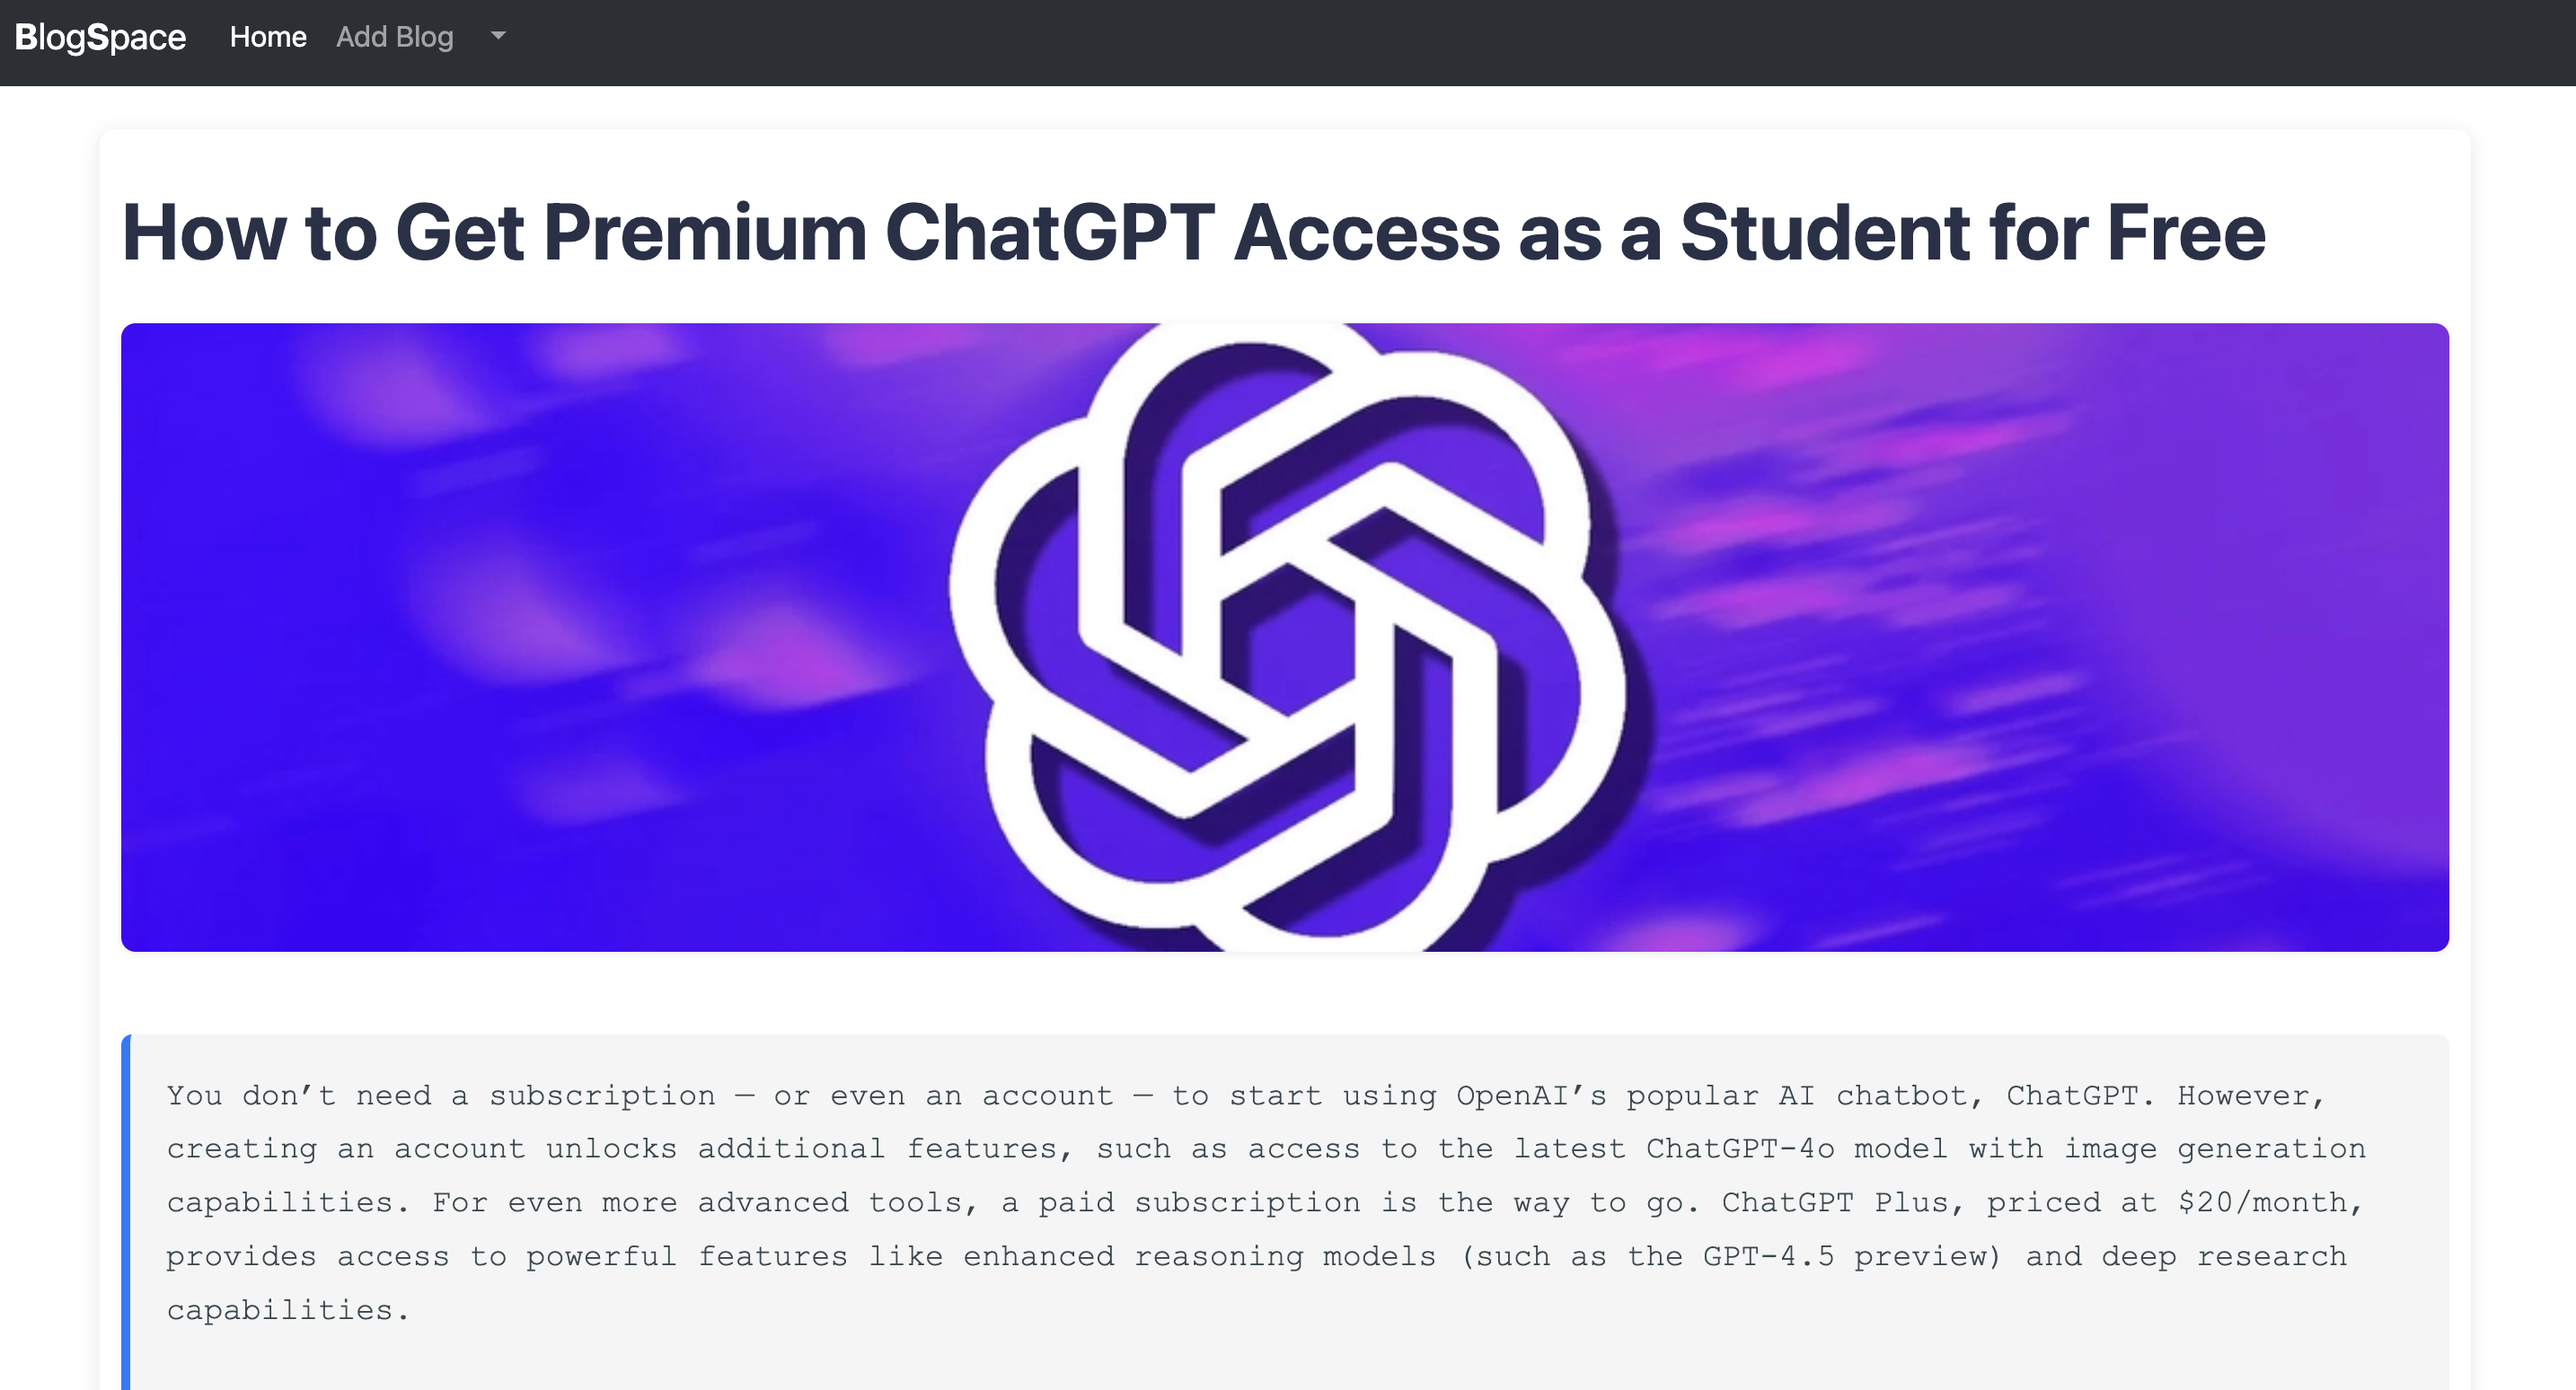 BlogSpace Home Add Blog
How to Get Premium ChatGPT Access as a Student for Free
You don’t need a subscription — or even an account — to start using OpenAI’s popular AI chatbot, ChatGPT. However,
creating an account unlocks additional features, such as access to the latest ChatGPT-4o model with image generation
capabilities. For even more advanced tools, a paid subscription is the way to go. ChatGPT Plus, priced at $20/month,
provides access to powerful features like enhanced reasoning models (such as the GPT-4.5 preview) and deep research
capabilities.